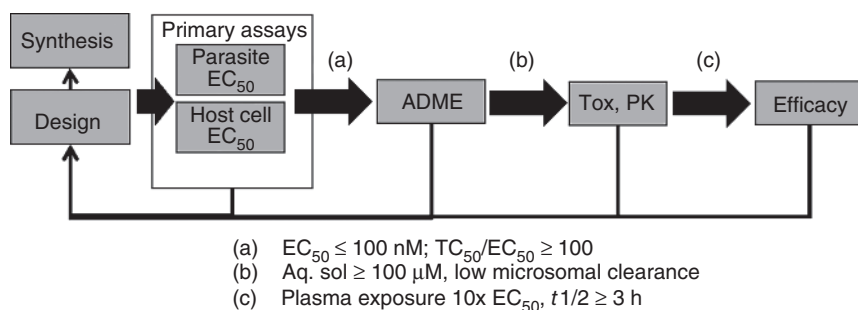 Synthesis
Design
Primary assays
Parasite
EC₅₀
Host cell
EC₅₀
(a)
ADME
(b)
Tox, PK
(c)
Efficacy
(a) EC₅₀ ≤ 100 nM; TC₅₀/EC₅₀ ≥ 100
(b) Aq. sol ≥ 100 μM, low microsomal clearance
(c) Plasma exposure 10x EC₅₀, t1/2 ≥ 3 h